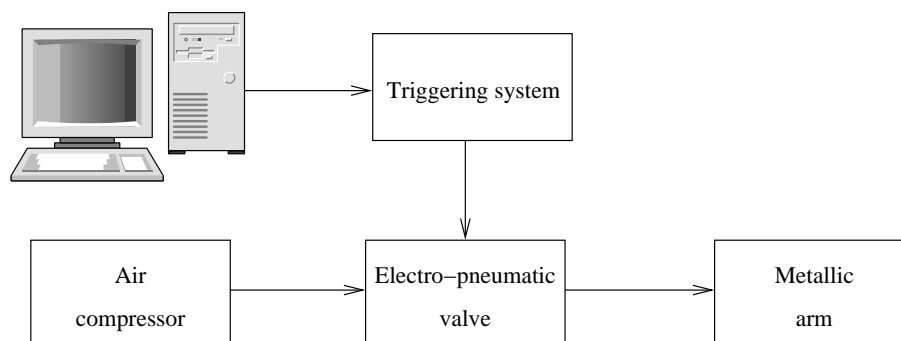 Triggering system
Air
compressor
Electro−pneumatic
valve
Metallic
arm